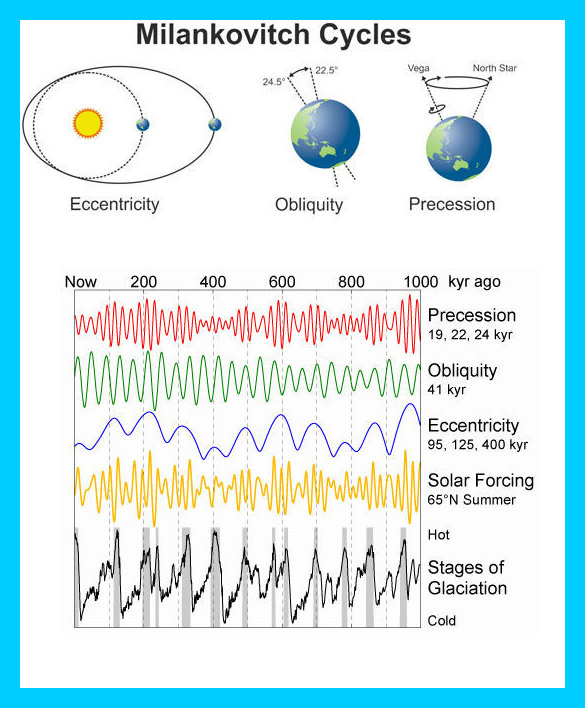 Milankovitch Cycles
24.5°
22.5°
Vega
North Star
Eccentricity
Obliquity
Precession
Now 200 400 600 800 1000 kyr ago
Precession
19, 22, 24 kyr
Obliquity
41 kyr
Eccentricity
95, 125, 400 kyr
Solar Forcing
65°N Summer
Hot
Stages of
Glaciation
Cold